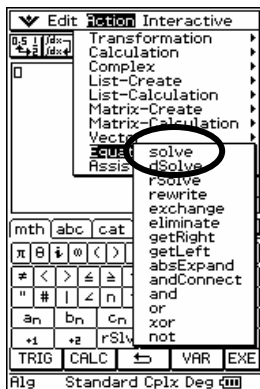 Edit Action Interactive
Transformation
Calculation
Complex
List-Create
List-Calculation
Matrix-Create
Matrix-Calculation
solve
dSolve
rSolve
rewrite
exchange
eliminate
getRight
getLeft
absExpand
andConnect
and
or
xor
not
mth abc cat
π θ i ∞ ( )
≠ < > ≤ ≥
" # | ∠
an bn cn
+1 +2
TRIG CALC VAR EXE
Alg Standard Cplx Deg